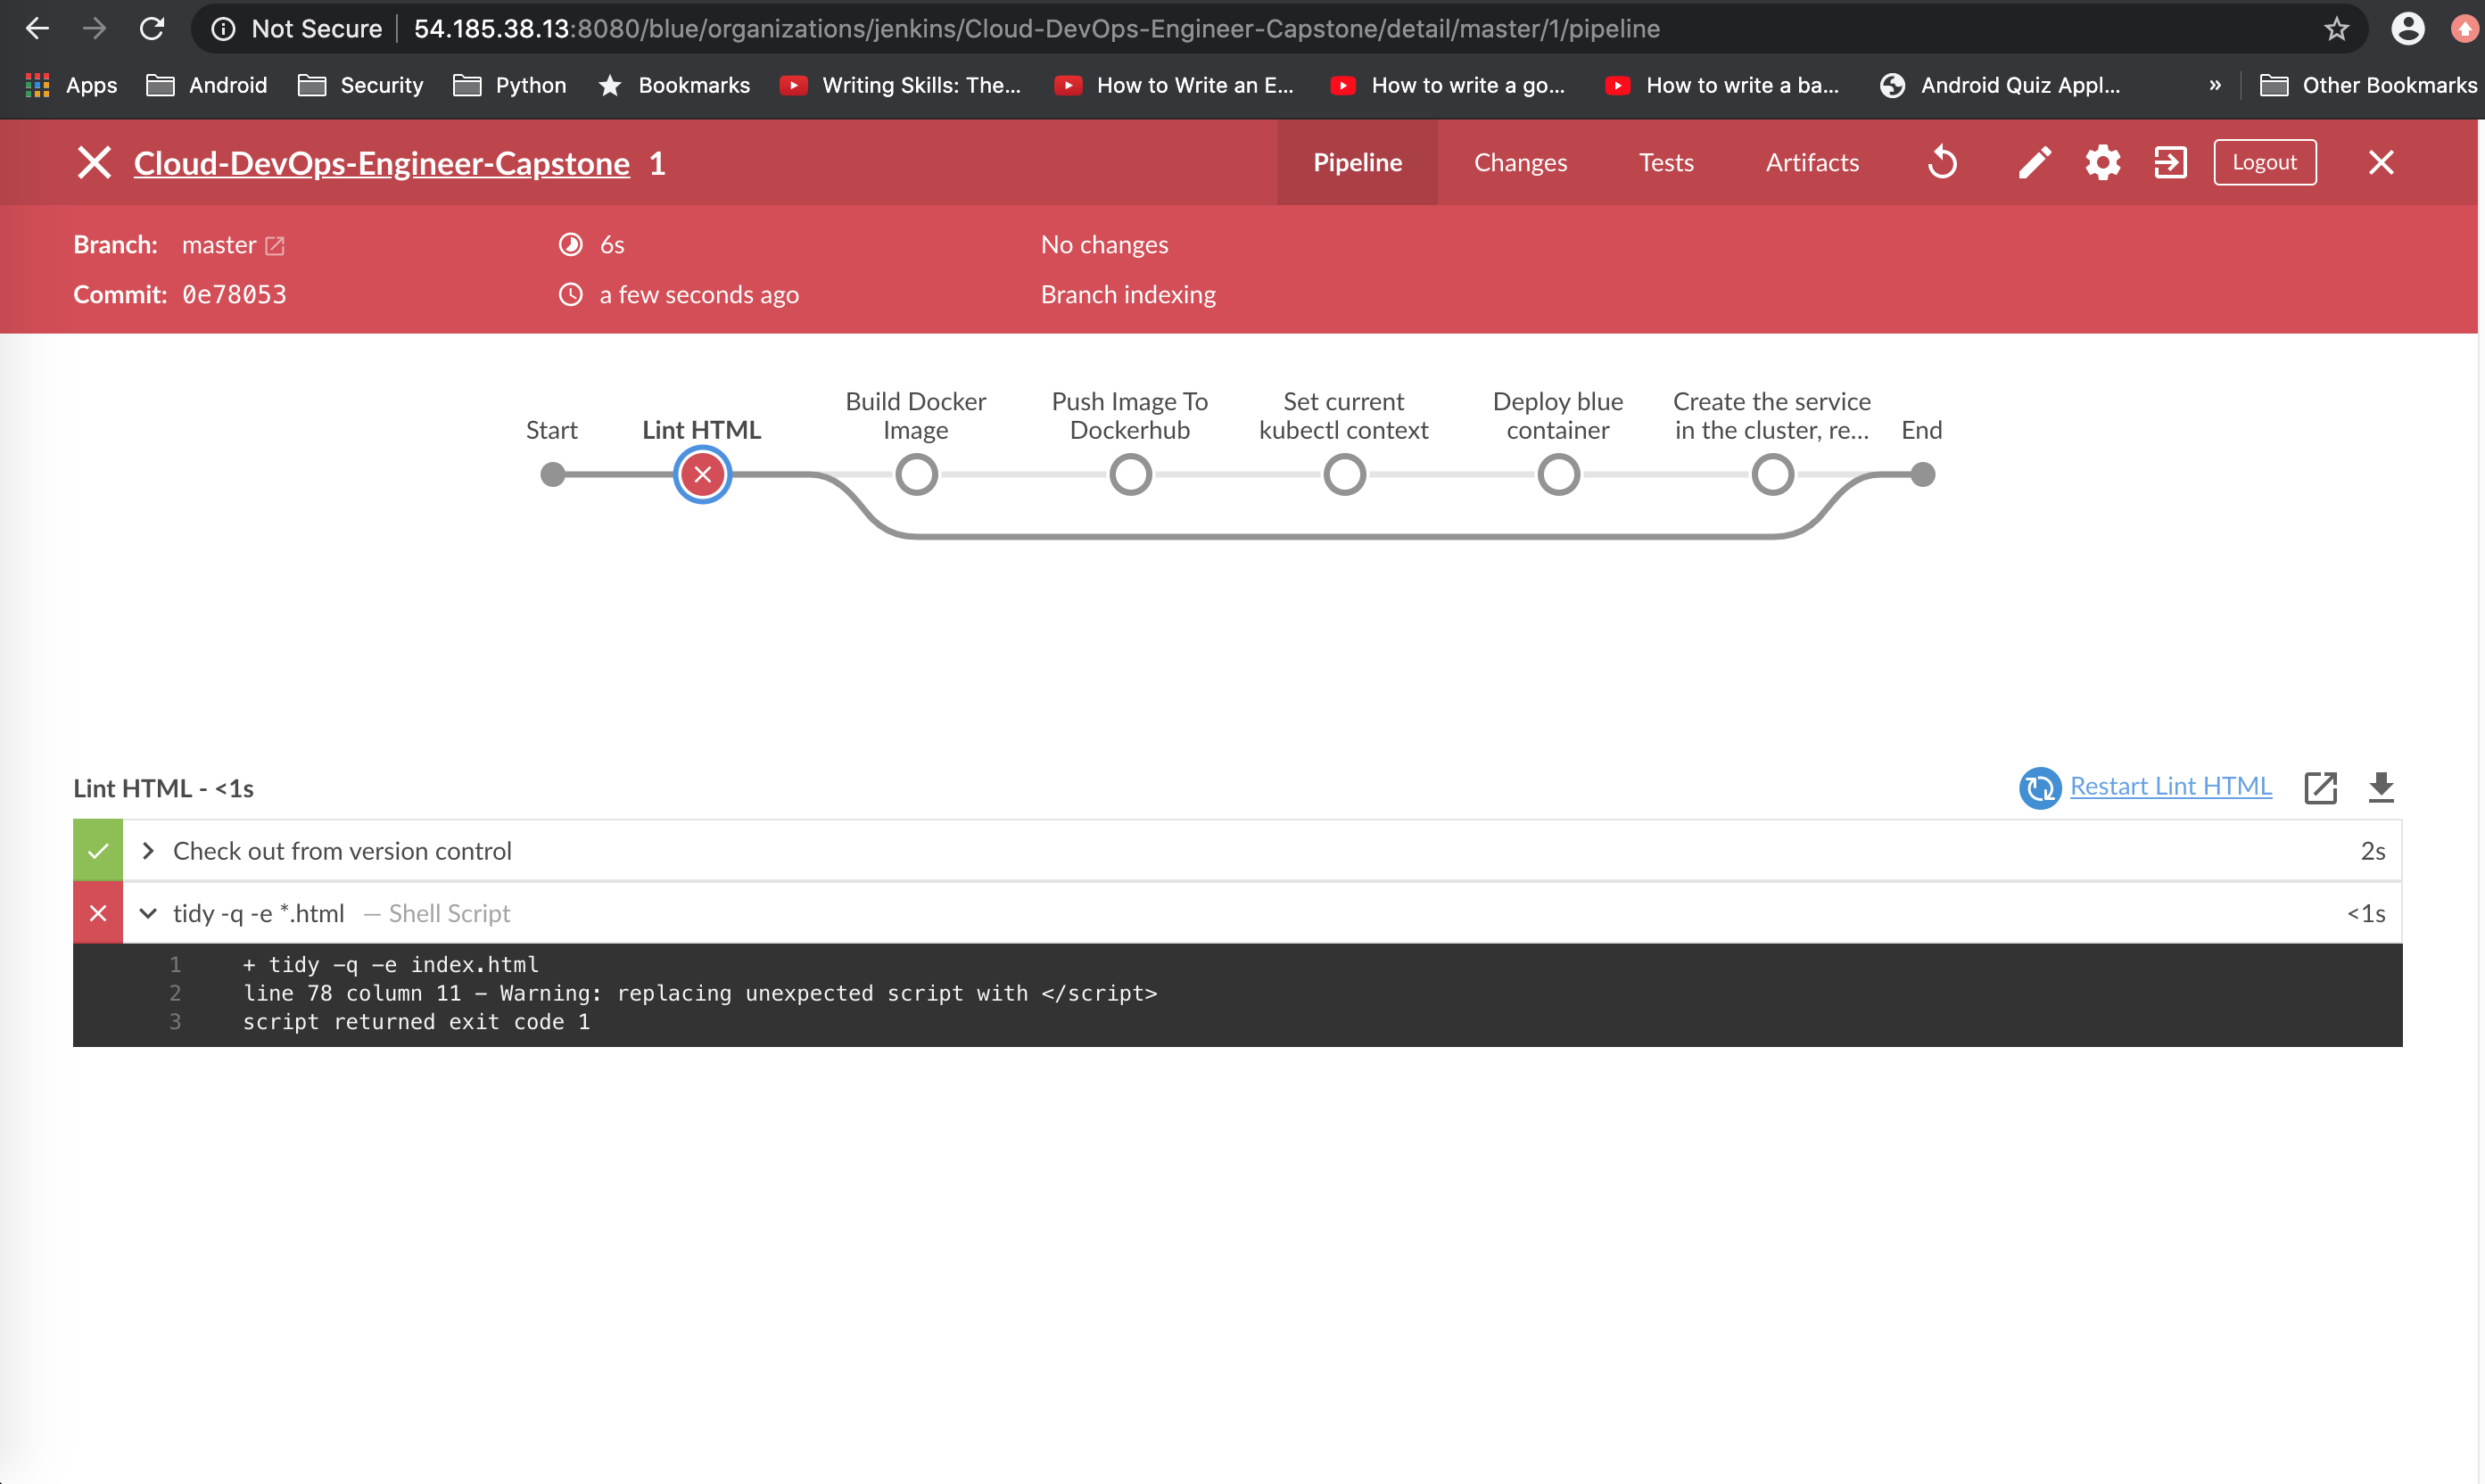 Not Secure 54.185.38.13:8080/blue/organizations/jenkins/Cloud-DevOps-Engineer-Capstone/detail/master/1/pipeline
Apps Android Security Python Bookmarks Writing Skills: The... How to Write an E... How to write a go... How to write a ba... Android Quiz Appl... » Other Bookmarks
Cloud-DevOps-Engineer-Capstone 1 Pipeline Changes Tests Artifacts Logout
Branch: master 6s No changes
Commit: 0e78053 a few seconds ago Branch indexing
Start
Lint HTML
Build Docker
Image
Push Image To
Dockerhub
Set current
kubectl context
Deploy blue
container
Create the service
in the cluster, re...
End
Lint HTML - <1s Restart Lint HTML
Check out from version control 2s
tidy -q -e *.html — Shell Script <1s
1 + tidy -q -e index.html
2 line 78 column 11 - Warning: replacing unexpected script with </script>
3 script returned exit code 1